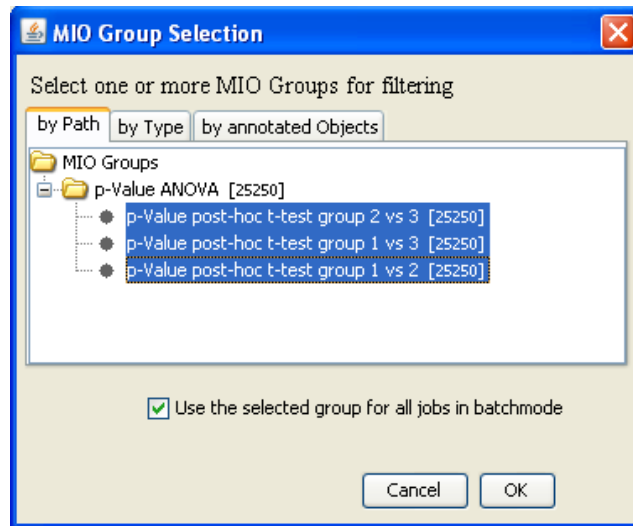 MIO Group Selection
Select one or more MIO Groups for filtering
by Path by Type by annotated Objects
MIO Groups
p-Value ANOVA [25250]
p-Value post-hoc t-test group 2 vs 3 [25250]
p-Value post-hoc t-test group 1 vs 3 [25250]
p-Value post-hoc t-test group 1 vs 2 [25250]
Use the selected group for all jobs in batchmode
Cancel OK